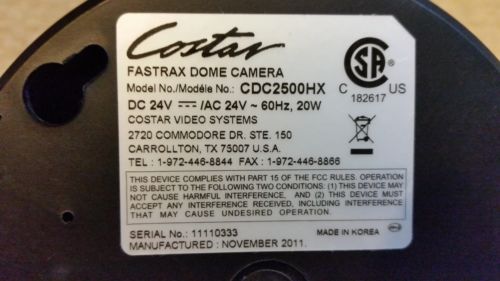 Costar
FASTRAX DOME CAMERA
Model No./Modèle No.: CDC2500HX
DC 24V ⎓ /AC 24V ~ 60Hz, 20W
COSTAR VIDEO SYSTEMS
2720 COMMODORE DR. STE. 150
CARROLLTON, TX 75007 U.S.A.
TEL : 1-972-446-8844 FAX : 1-972-446-8866
CSA
C US
182617
THIS DEVICE COMPLIES WITH PART 15 OF THE FCC RULES. OPERATION
IS SUBJECT TO THE FOLLOWING TWO CONDITIONS: (1) THIS DEVICE MAY
NOT CAUSE HARMFUL INTERFERENCE, AND (2) THIS DEVICE MUST
ACCEPT ANY INTERFERENCE RECEIVED, INCLUDING INTERFERENCE
THAT MAY CAUSE UNDESIRED OPERATION.
SERIAL No.: 11110333
MANUFACTURED : NOVEMBER 2011.
MADE IN KOREA